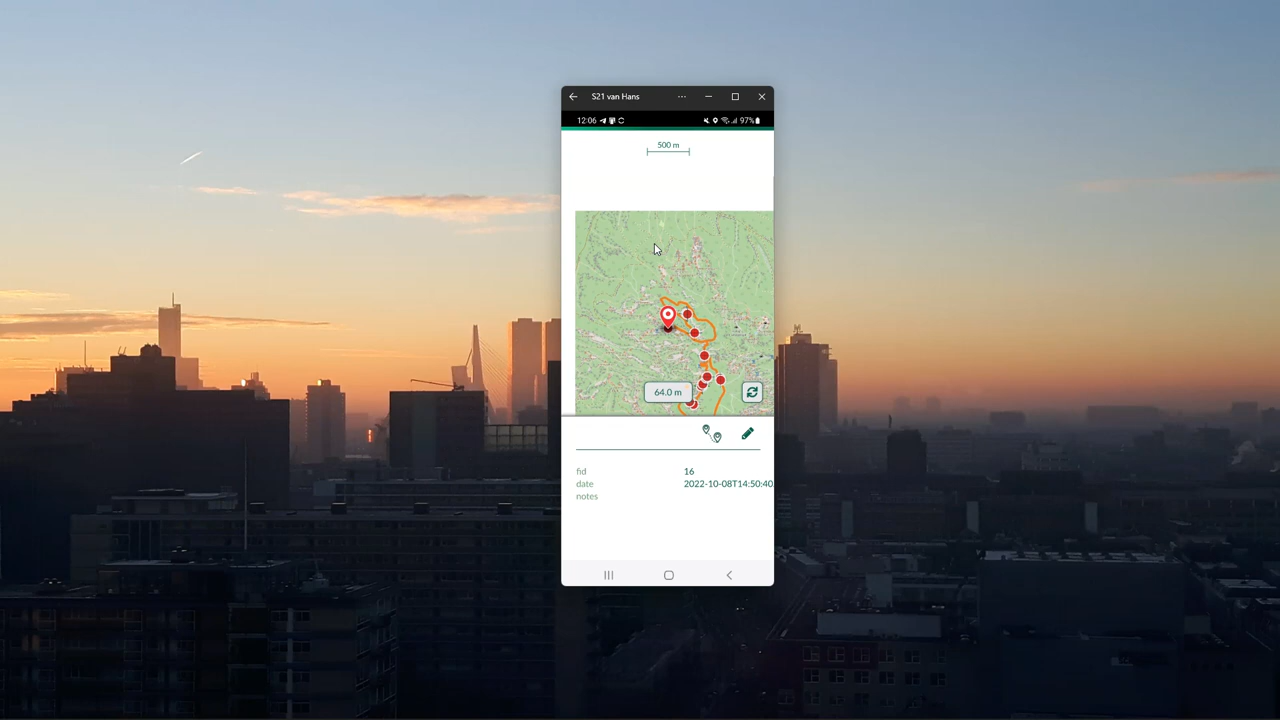 S21 van Hans
12:06
97%
500 m
64.0 m
fid 16
date 2022-10-08T14:50:40.
notes